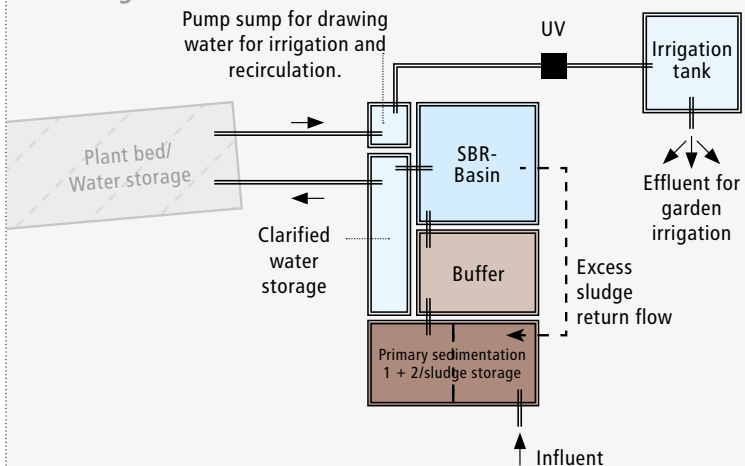 Pump sump for drawing
water for irrigation and
recirculation.
UV
Irrigation
tank
Plant bed/
Water storage
SBR-
Basin
Effluent for
garden
irrigation
Clarified
water
storage
Buffer
Excess
sludge
return flow
Primary sedimentation
1 + 2/sludge storage
Influent